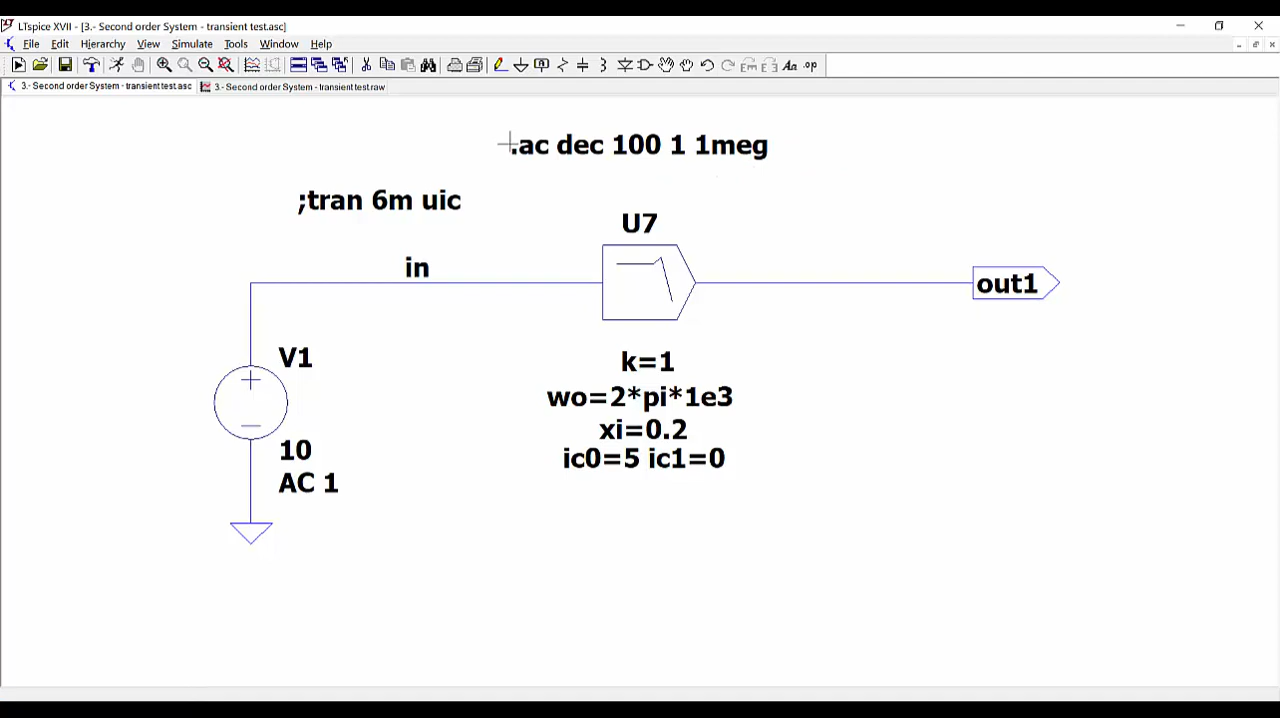 LTspice XVII - [3.- Second order System - transient test.asc]
File Edit Hierarchy View Simulate Tools Window Help
.op
3.- Second order System - transient test.asc 3.- Second order System - transient test.raw
.ac dec 100 1 1meg
;tran 6m uic
U7
in
out1
V1
k=1
wo=2*pi*1e3
xi=0.2
ic0=5 ic1=0
10
AC 1